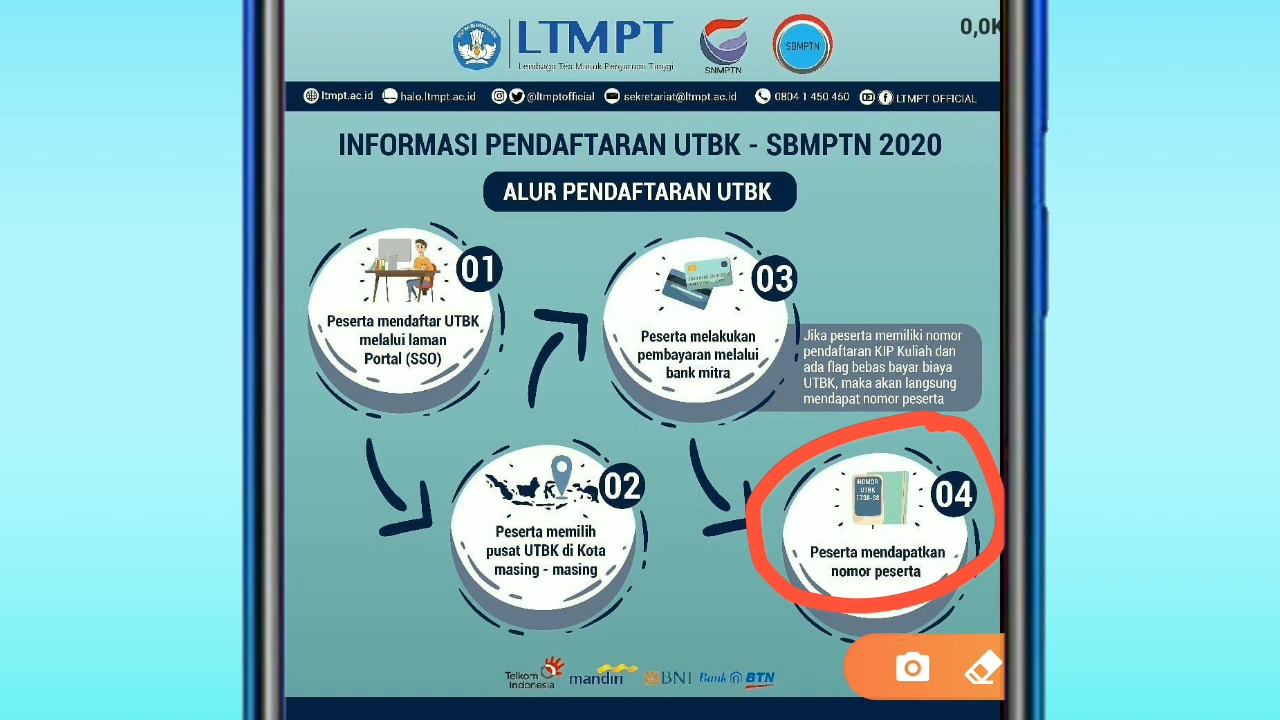 LTMPT
Lembaga Tes Masuk Perguruan Tinggi
SNMPTN
SBMPTN
0,0K
ltmpt.ac.id halo.ltmpt.ac.id @ltmptofficial sekretariat@ltmpt.ac.id 0804 1 450 450 LTMPT OFFICIAL
INFORMASI PENDAFTARAN UTBK - SBMPTN 2020
ALUR PENDAFTARAN UTBK
01
Peserta mendaftar UTBK
melalui laman
Portal (SSO)
02
Peserta memilih
pusat UTBK di Kota
masing - masing
03
Peserta melakukan
pembayaran melalui
bank mitra
Jika peserta memiliki nomor
pendaftaran KIP Kuliah dan
ada flag bebas bayar biaya
UTBK, maka akan langsung
mendapat nomor peserta
04
NOMOR
UTBK
1738-98
Peserta mendapatkan
nomor peserta
Telkom
Indonesia
mandiri
BNI
Bank BTN